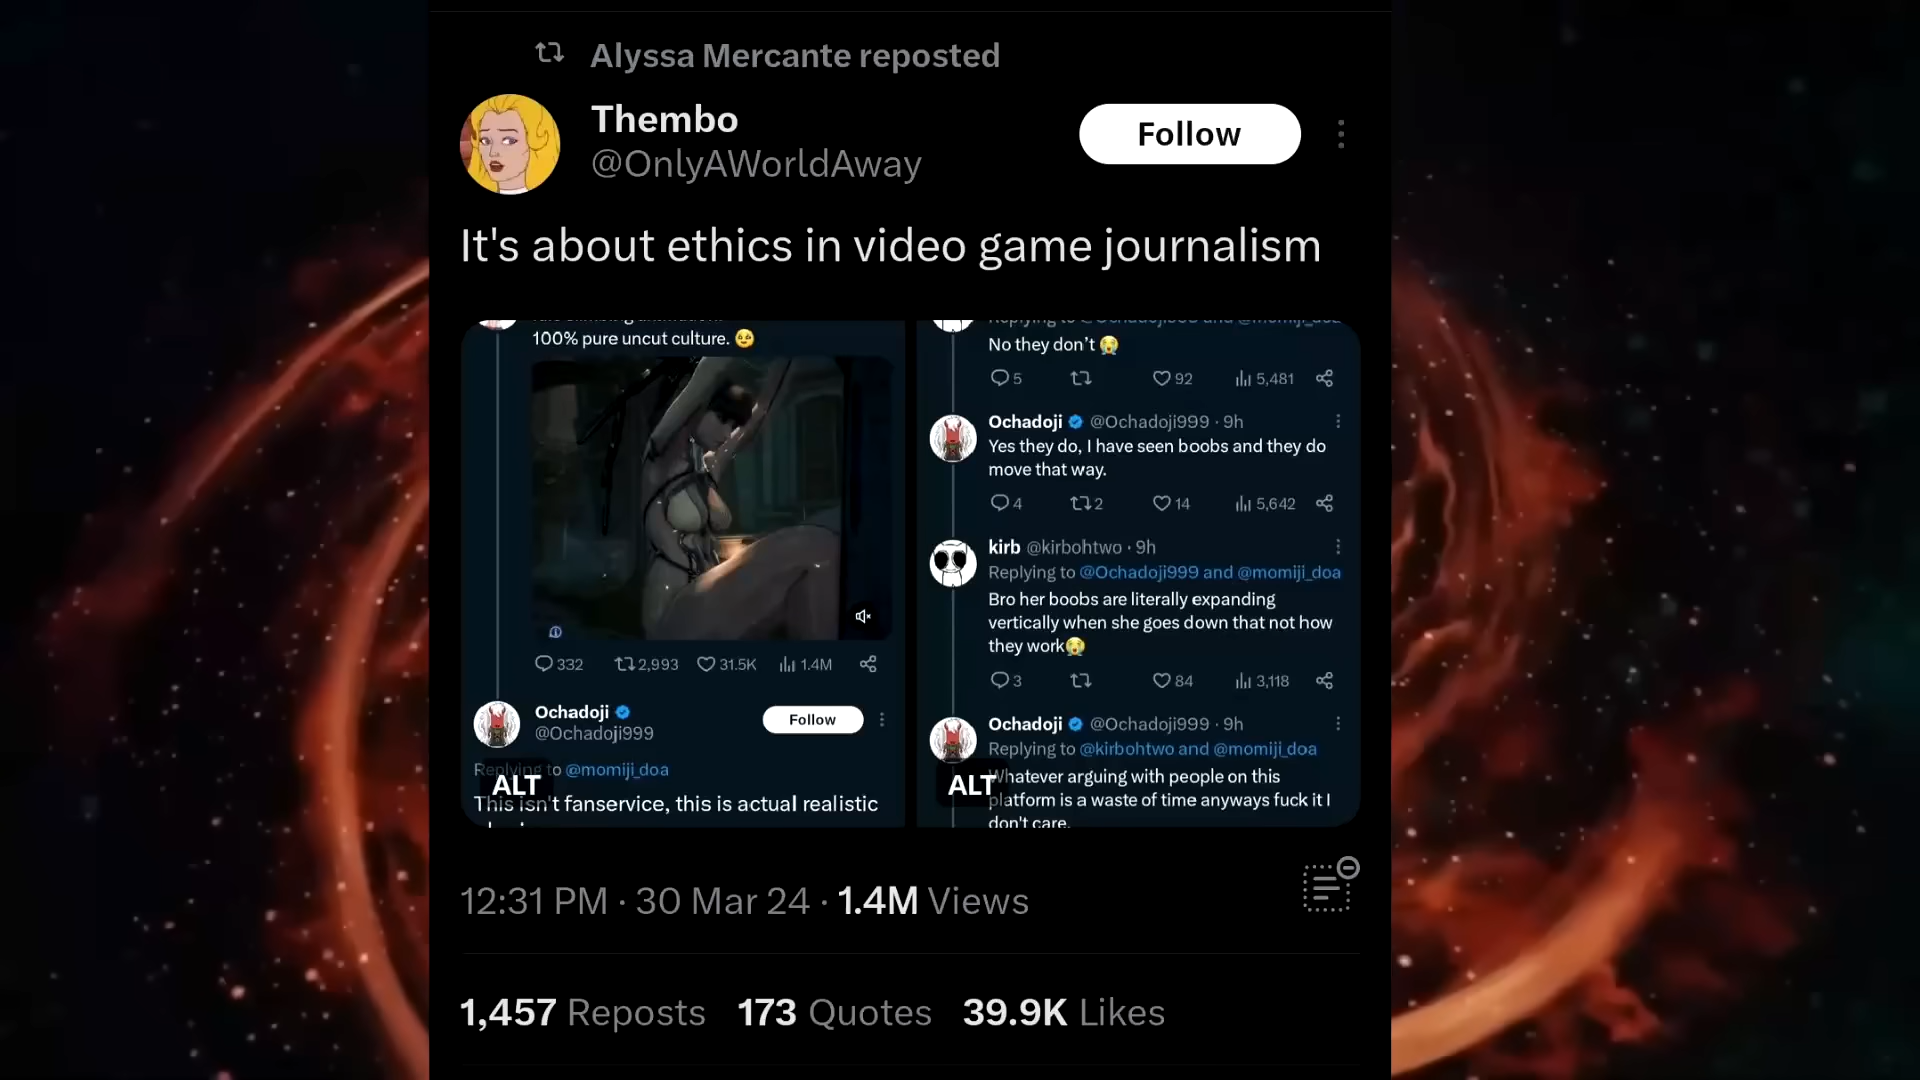 Alyssa Mercante reposted
Thembo
@OnlyAWorldAway
Follow
It's about ethics in video game journalism
100% pure uncut culture. 🥹
332 2,993 31.5K 1.4M
Ochadoji
@Ochadoji999
Follow
Replying to @momiji_doa
ALT
This isn't fanservice, this is actual realistic
No they don't 😭
5 92 5,481
Ochadoji @Ochadoji999 · 9h
Yes they do, I have seen boobs and they do
move that way.
4 2 14 5,642
kirb @kirbohtwo · 9h
Replying to @Ochadoji999 and @momiji_doa
Bro her boobs are literally expanding
vertically when she goes down that not how
they work😭
3 84 3,118
Ochadoji @Ochadoji999 · 9h
Replying to @kirbohtwo and @momiji_doa
ALT
Whatever arguing with people on this
platform is a waste of time anyways fuck it I
don't care.
12:31 PM · 30 Mar 24 · 1.4M Views
1,457 Reposts 173 Quotes 39.9K Likes